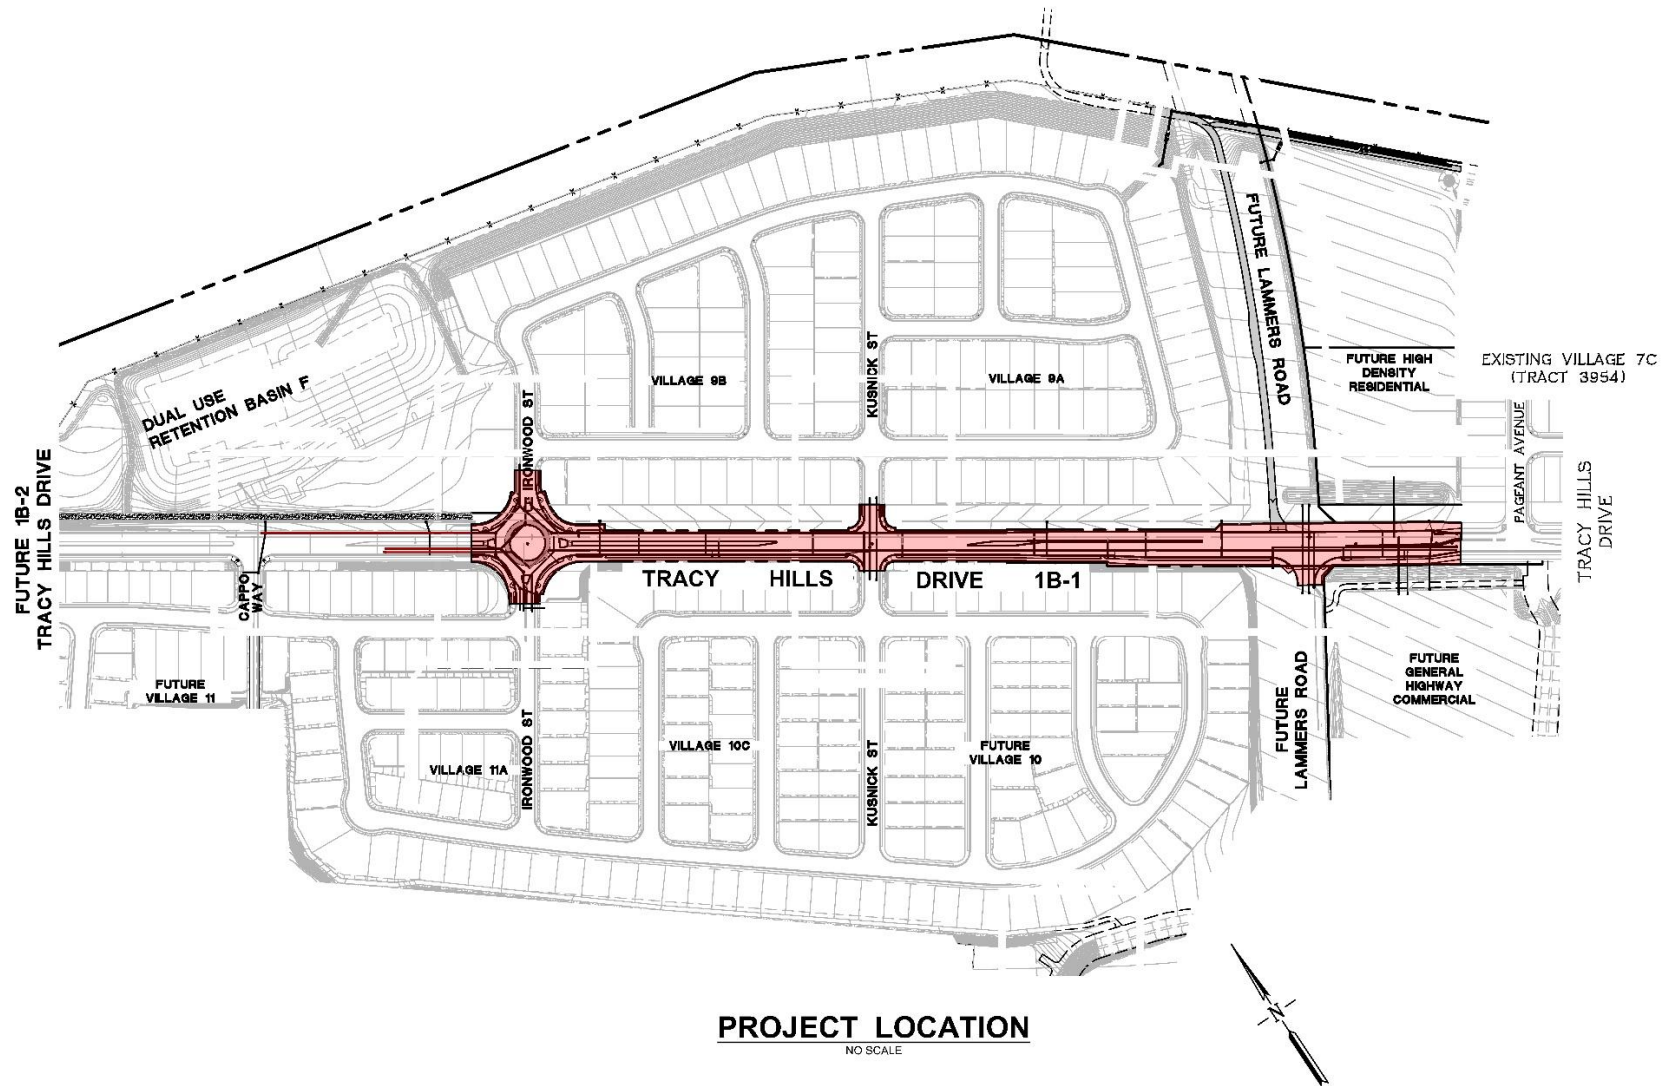 FUTURE LAMMERS ROAD
DUAL USE
RETENTION BASIN F
VILLAGE 9B
VILLAGE 9A
KUSNICK ST
IRONWOOD ST
FUTURE HIGH
DENSITY
RESIDENTIAL
EXISTING VILLAGE 7C
(TRACT 3954)
PAGEANT AVENUE
FUTURE 1B-2
TRACY HILLS DRIVE
TRACY HILLS
DRIVE
TRACY HILLS DRIVE 1B-1
CAPPO
WAY
FUTURE
VILLAGE 11
VILLAGE 11A
IRONWOOD ST
VILLAGE 10C
KUSNICK ST
FUTURE
VILLAGE 10
FUTURE
LAMMERS ROAD
FUTURE
GENERAL
HIGHWAY
COMMERCIAL
N
PROJECT LOCATION
NO SCALE